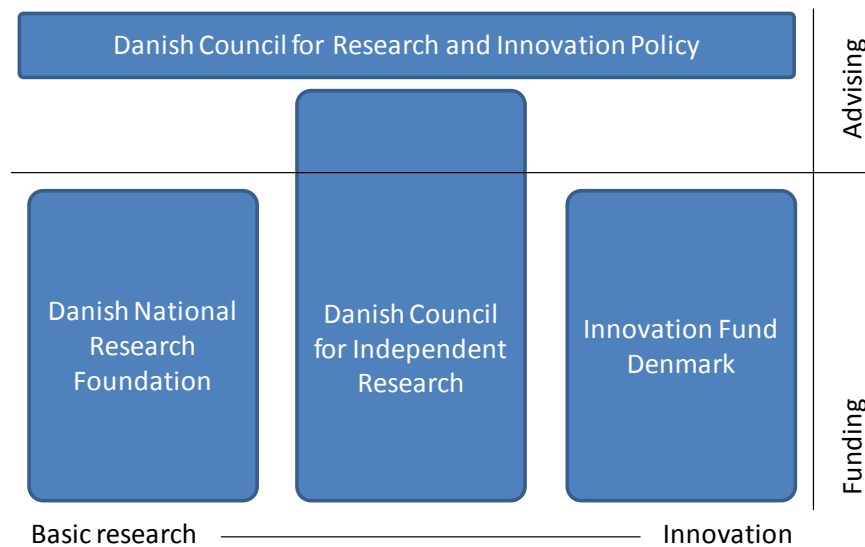 Danish Council for Research and Innovation Policy
Advising
Danish National
Research
Foundation
Danish Council
for Independent
Research
Innovation Fund
Denmark
Funding
Basic research
Innovation